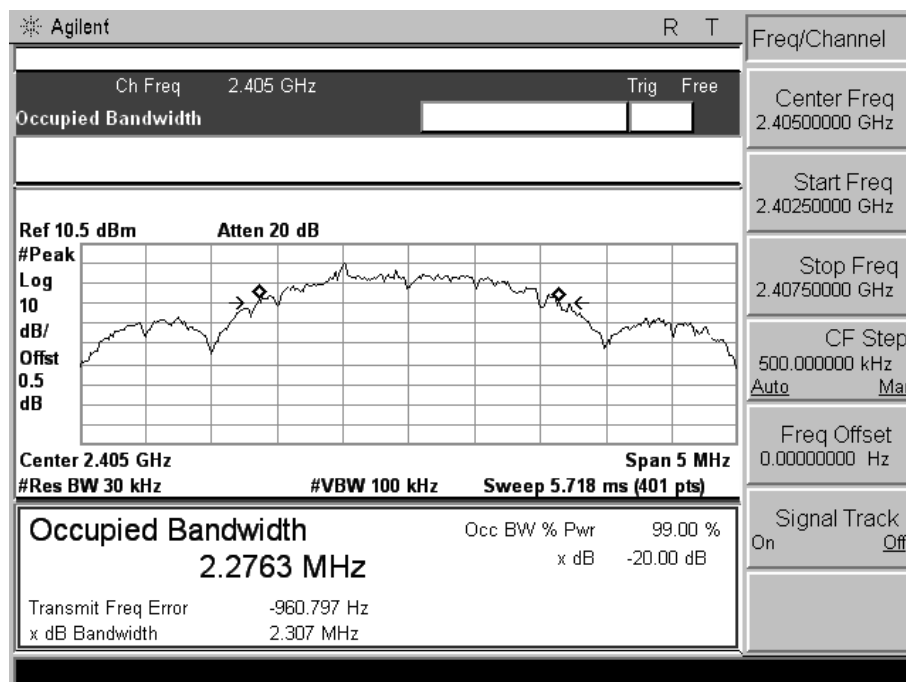 Agilent R T
Freq/Channel
Ch Freq 2.405 GHz Trig Free
Occupied Bandwidth
Center Freq
2.40500000 GHz
Start Freq
2.40250000 GHz
Stop Freq
2.40750000 GHz
CF Step
500.000000 kHz
Auto Ma
Freq Offset
0.00000000 Hz
Signal Track
On Off
Ref 10.5 dBm Atten 20 dB
#Peak
Log
10
dB/
Offst
0.5
dB
Center 2.405 GHz Span 5 MHz
#Res BW 30 kHz #VBW 100 kHz Sweep 5.718 ms (401 pts)
Occupied Bandwidth
2.2763 MHz
Occ BW % Pwr 99.00 %
x dB -20.00 dB
Transmit Freq Error -960.797 Hz
x dB Bandwidth 2.307 MHz